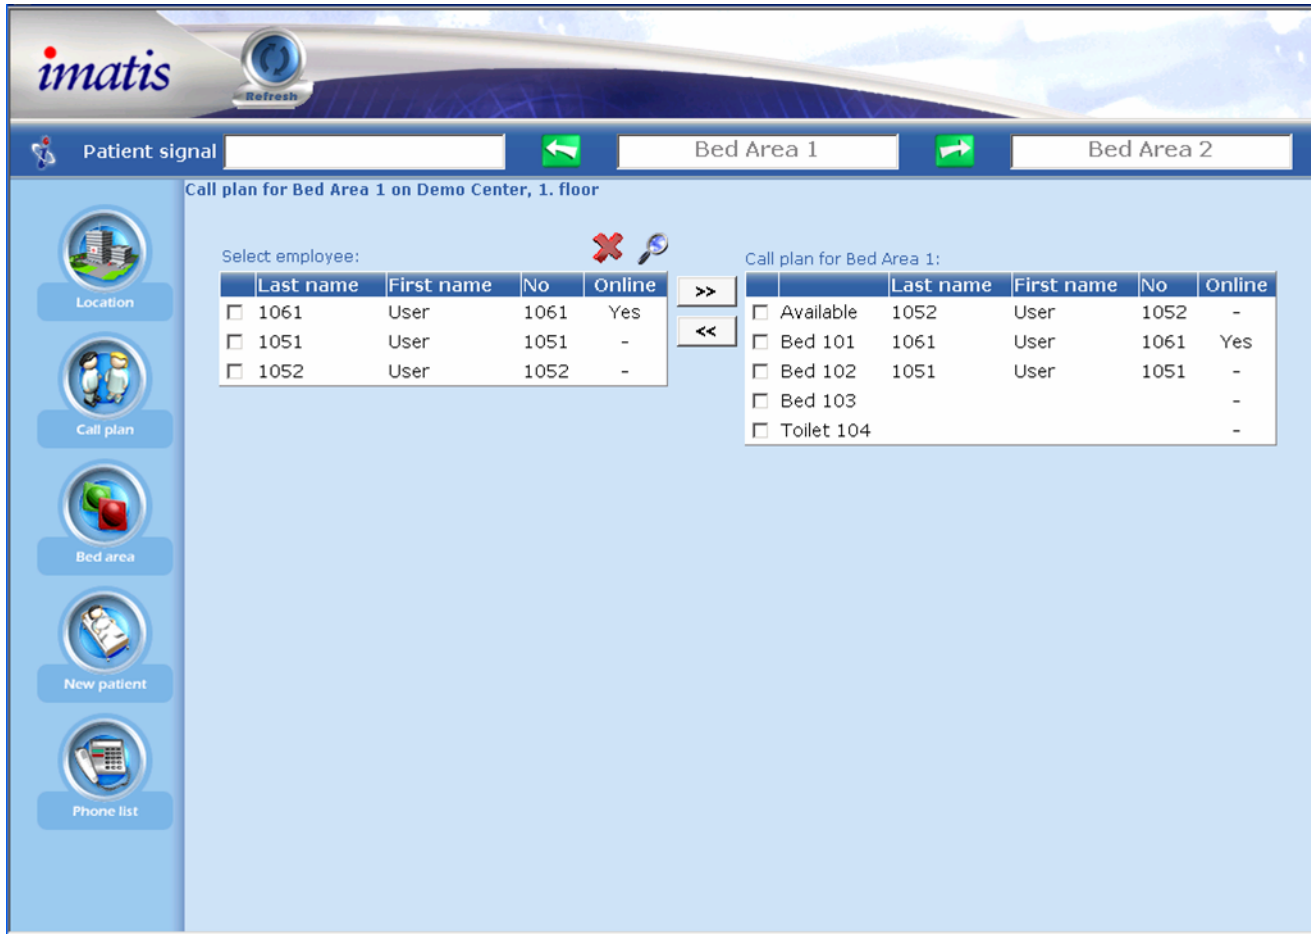 imatis
Refresh
Patient signal Bed Area 1 Bed Area 2
Call plan for Bed Area 1 on Demo Center, 1. floor
Location
Call plan
Bed area
New patient
Phone list
Select employee:
Last name First name No Online
1061 User 1061 Yes
1051 User 1051 -
1052 User 1052 -
>>
<<
Call plan for Bed Area 1:
Last name First name No Online
Available 1052 User 1052 -
Bed 101 1061 User 1061 Yes
Bed 102 1051 User 1051 -
Bed 103 -
Toilet 104 -